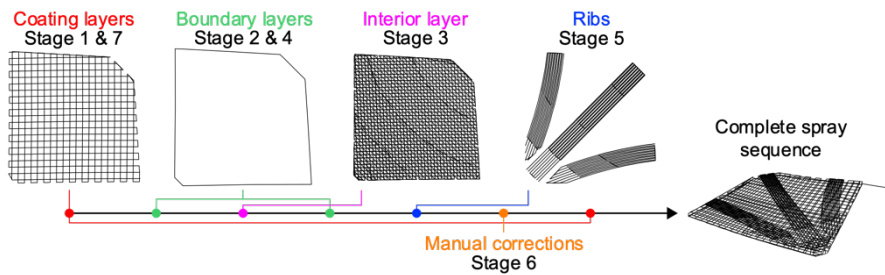 Coating layers
Stage 1 & 7
Boundary layers
Stage 2 & 4
Interior layer
Stage 3
Ribs
Stage 5
Complete spray
sequence
Manual corrections
Stage 6